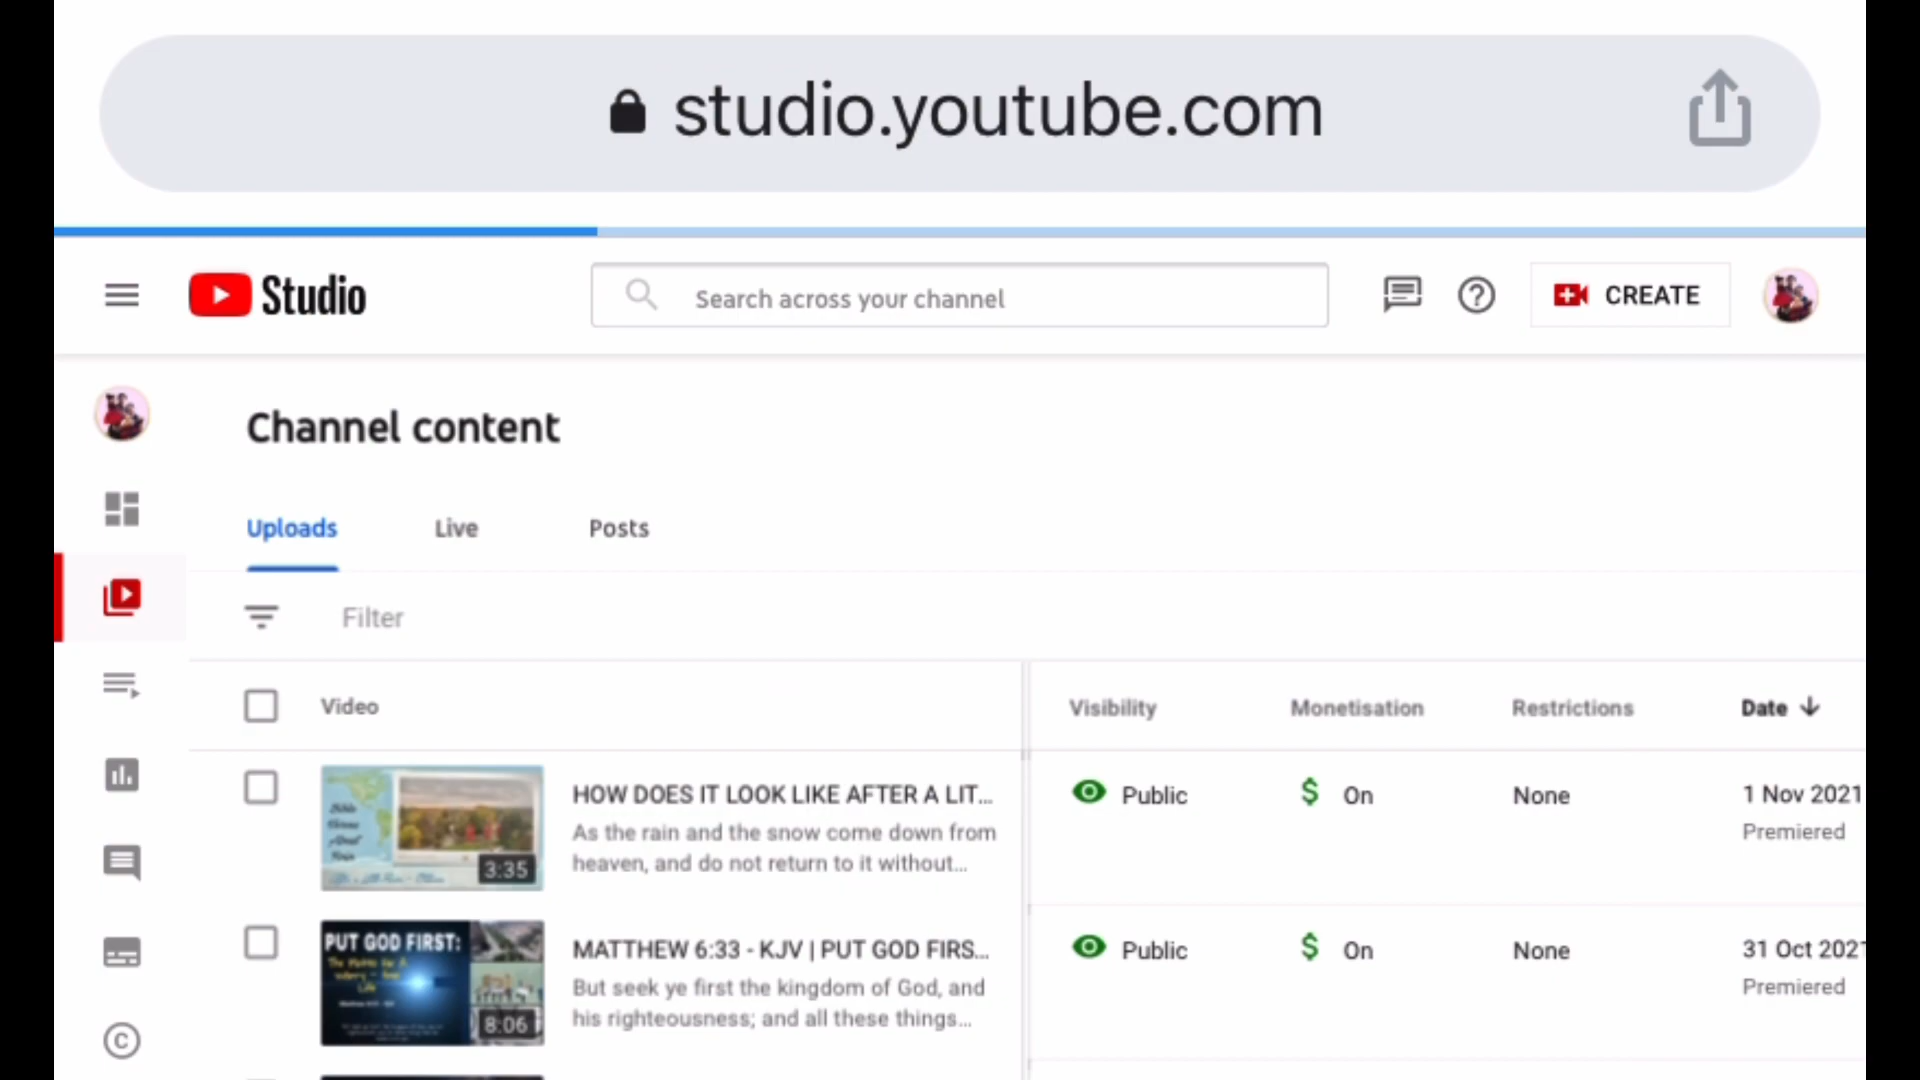 studio.youtube.com
Studio
Search across your channel
CREATE
Channel content
Uploads Live Posts
Filter
Video Visibility Monetisation Restrictions Date
HOW DOES IT LOOK LIKE AFTER A LIT...
As the rain and the snow come down from
heaven, and do not return to it without...
3:35
Public
$ On
None
1 Nov 2021
Premiered
PUT GOD FIRST:
8:06
MATTHEW 6:33 - KJV | PUT GOD FIRS...
But seek ye first the kingdom of God, and
his righteousness; and all these things...
Public
$ On
None
31 Oct 2021
Premiered